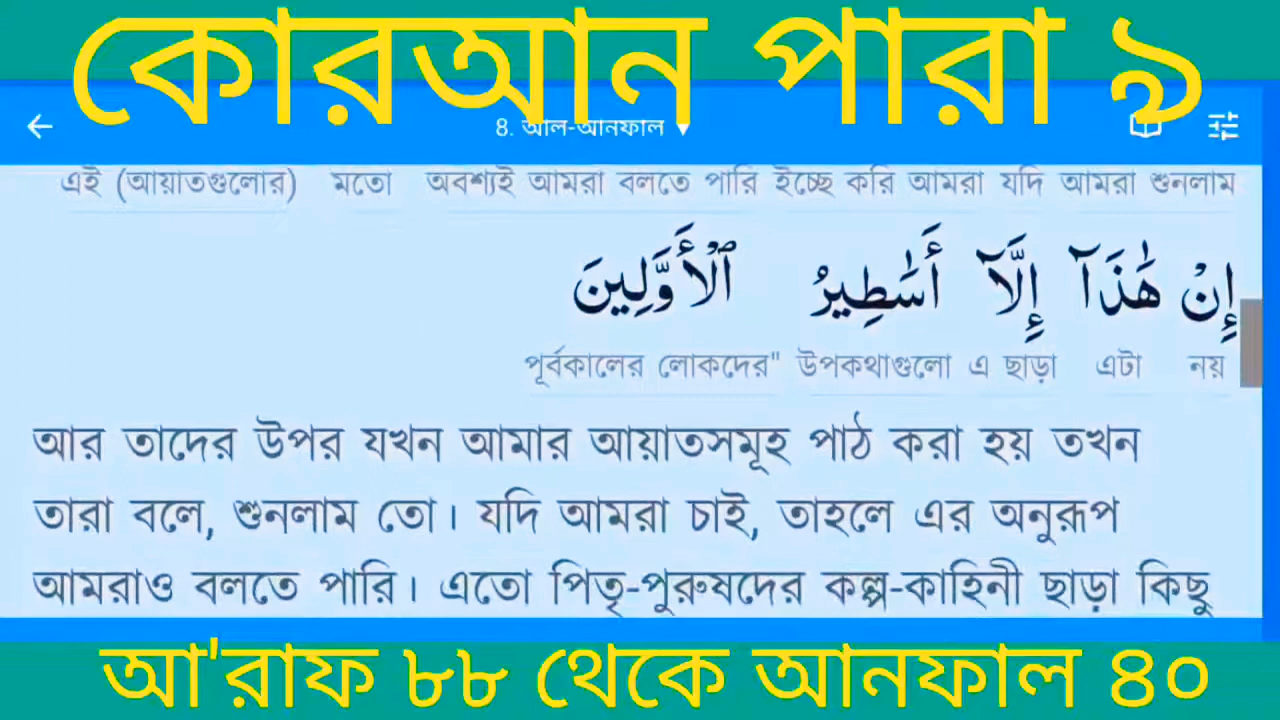 কোরআন পারা ৯
8. আল-আনফাল ▼
এই (আয়াতগুলোর) মতো অবশ্যই আমরা বলতে পারি ইচ্ছে করি আমরা যদি আমরা শুনলাম
إِنْ هَٰذَآ إِلَّآ أَسَٰطِيرُ ٱلْأَوَّلِينَ
পূর্বকালের লোকদের" উপকথাগুলো এ ছাড়া এটা নয়
আর তাদের উপর যখন আমার আয়াতসমূহ পাঠ করা হয় তখন
তারা বলে, শুনলাম তো। যদি আমরা চাই, তাহলে এর অনুরূপ
আমরাও বলতে পারি। এতো পিতৃ-পুরুষদের কল্প-কাহিনী ছাড়া কিছু
আ'রাফ ৮৮ থেকে আনফাল ৪০